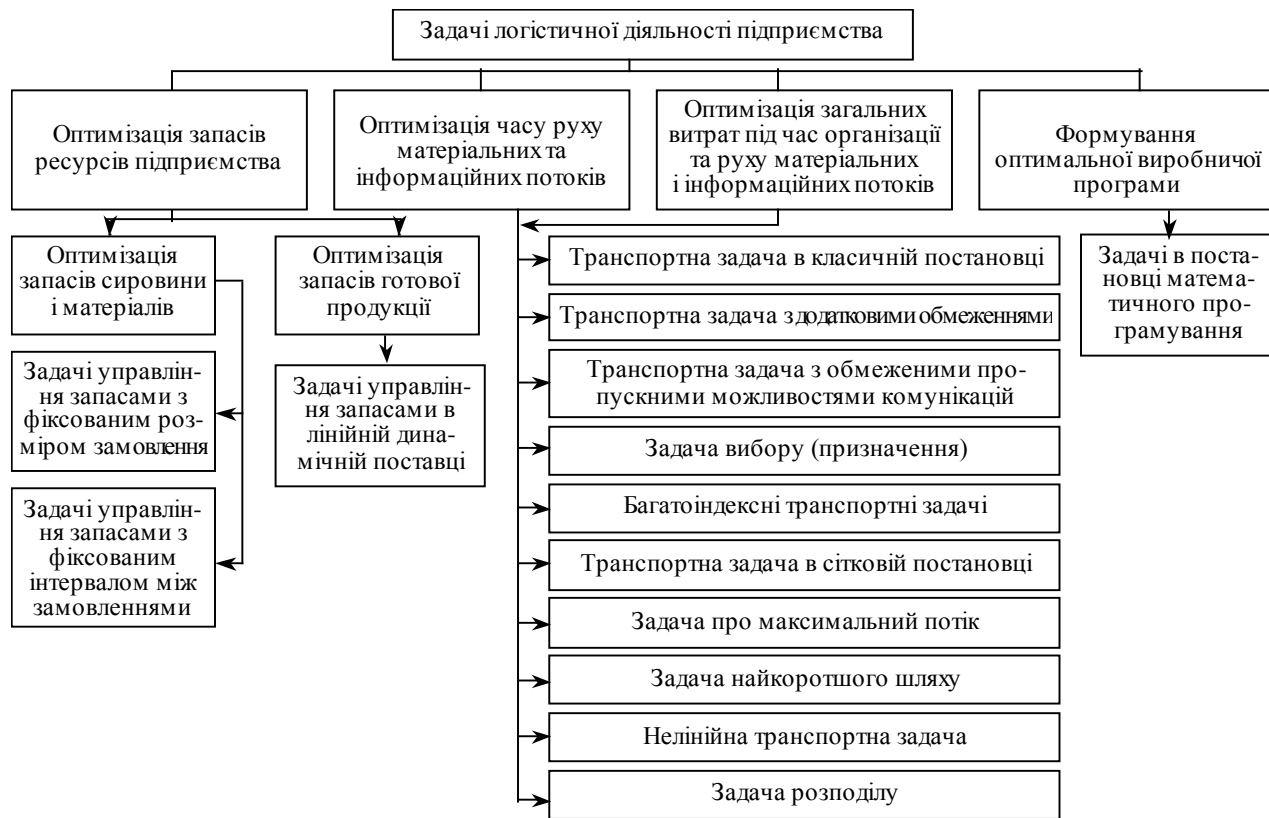 Задачі логістичної діяльності підприємства
Оптимізація запасів
ресурсів підприємства
Оптимізація часу руху
матеріальних та
інформаційних потоків
Оптимізація загальних
витрат під час організації
та руху матеріальних
і інформаційних потоків
Формування
оптимальної виробничої
програми
Оптимізація
запасів сировини
і матеріалів
Задачі управлін-
ня запасами з
фіксованим роз-
міром замовлення
Задачі управлін-
ня запасами з
фіксованим
інтервалом між
замовленнями
Оптимізація
запасів готової
продукції
Задачі управлін-
ня запасами в
лінійній дина-
мічній поставці
Транспортна задача в класичній постановці
Транспортна задача з додатковими обмеженнями
Транспортна задача з обмеженими про-
пускними можливостями комунікацій
Задача вибору (призначення)
Багатоіндексні транспортні задачі
Транспортна задача в сітковій постановці
Задача про максимальний потік
Задача найкоротшого шляху
Нелінійна транспортна задача
Задача розподілу
Задачі в поста-
новці матема-
тичного про-
грамування